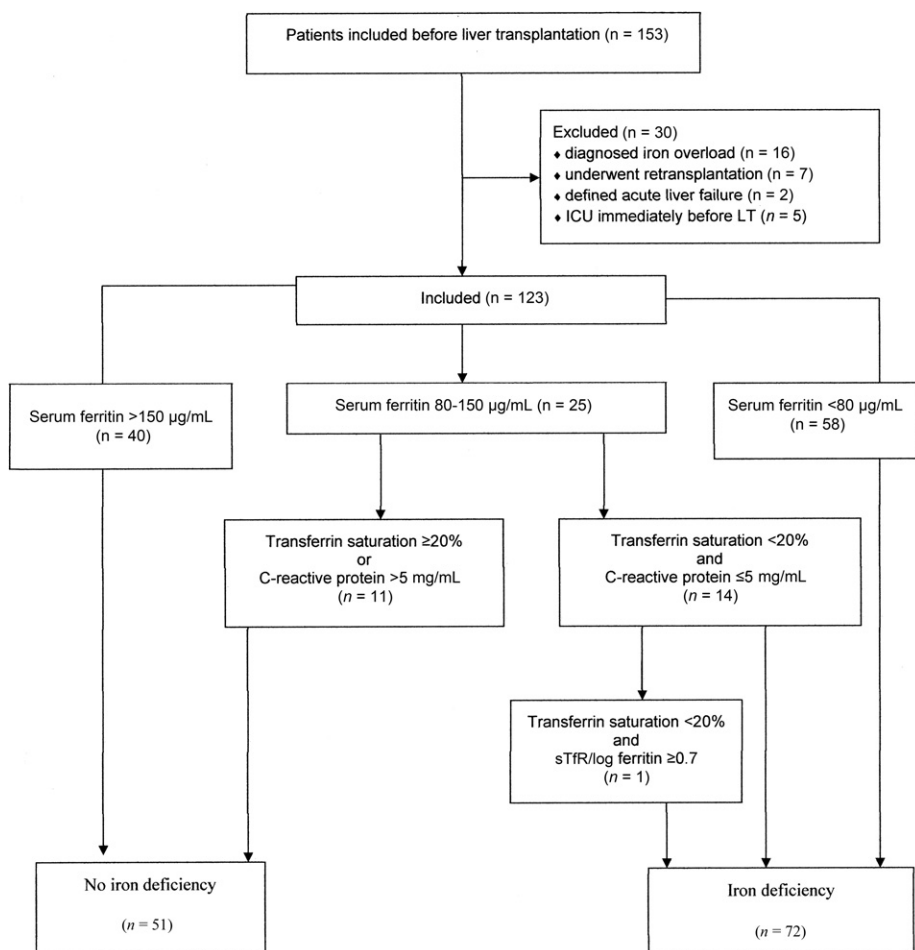 Patients included before liver transplantation (n = 153)
Excluded (n = 30)
♦ diagnosed iron overload (n = 16)
♦ underwent retransplantation (n = 7)
♦ defined acute liver failure (n = 2)
♦ ICU immediately before LT (n = 5)
Included (n = 123)
Serum ferritin >150 µg/mL
(n = 40)
Serum ferritin 80-150 µg/mL (n = 25)
Serum ferritin <80 µg/mL
(n = 58)
Transferrin saturation ≥20%
or
C-reactive protein >5 mg/mL
(n = 11)
Transferrin saturation <20%
and
C-reactive protein ≤5 mg/mL
(n = 14)
Transferrin saturation <20%
and
sTfR/log ferritin ≥0.7
(n = 1)
No iron deficiency
(n = 51)
Iron deficiency
(n = 72)